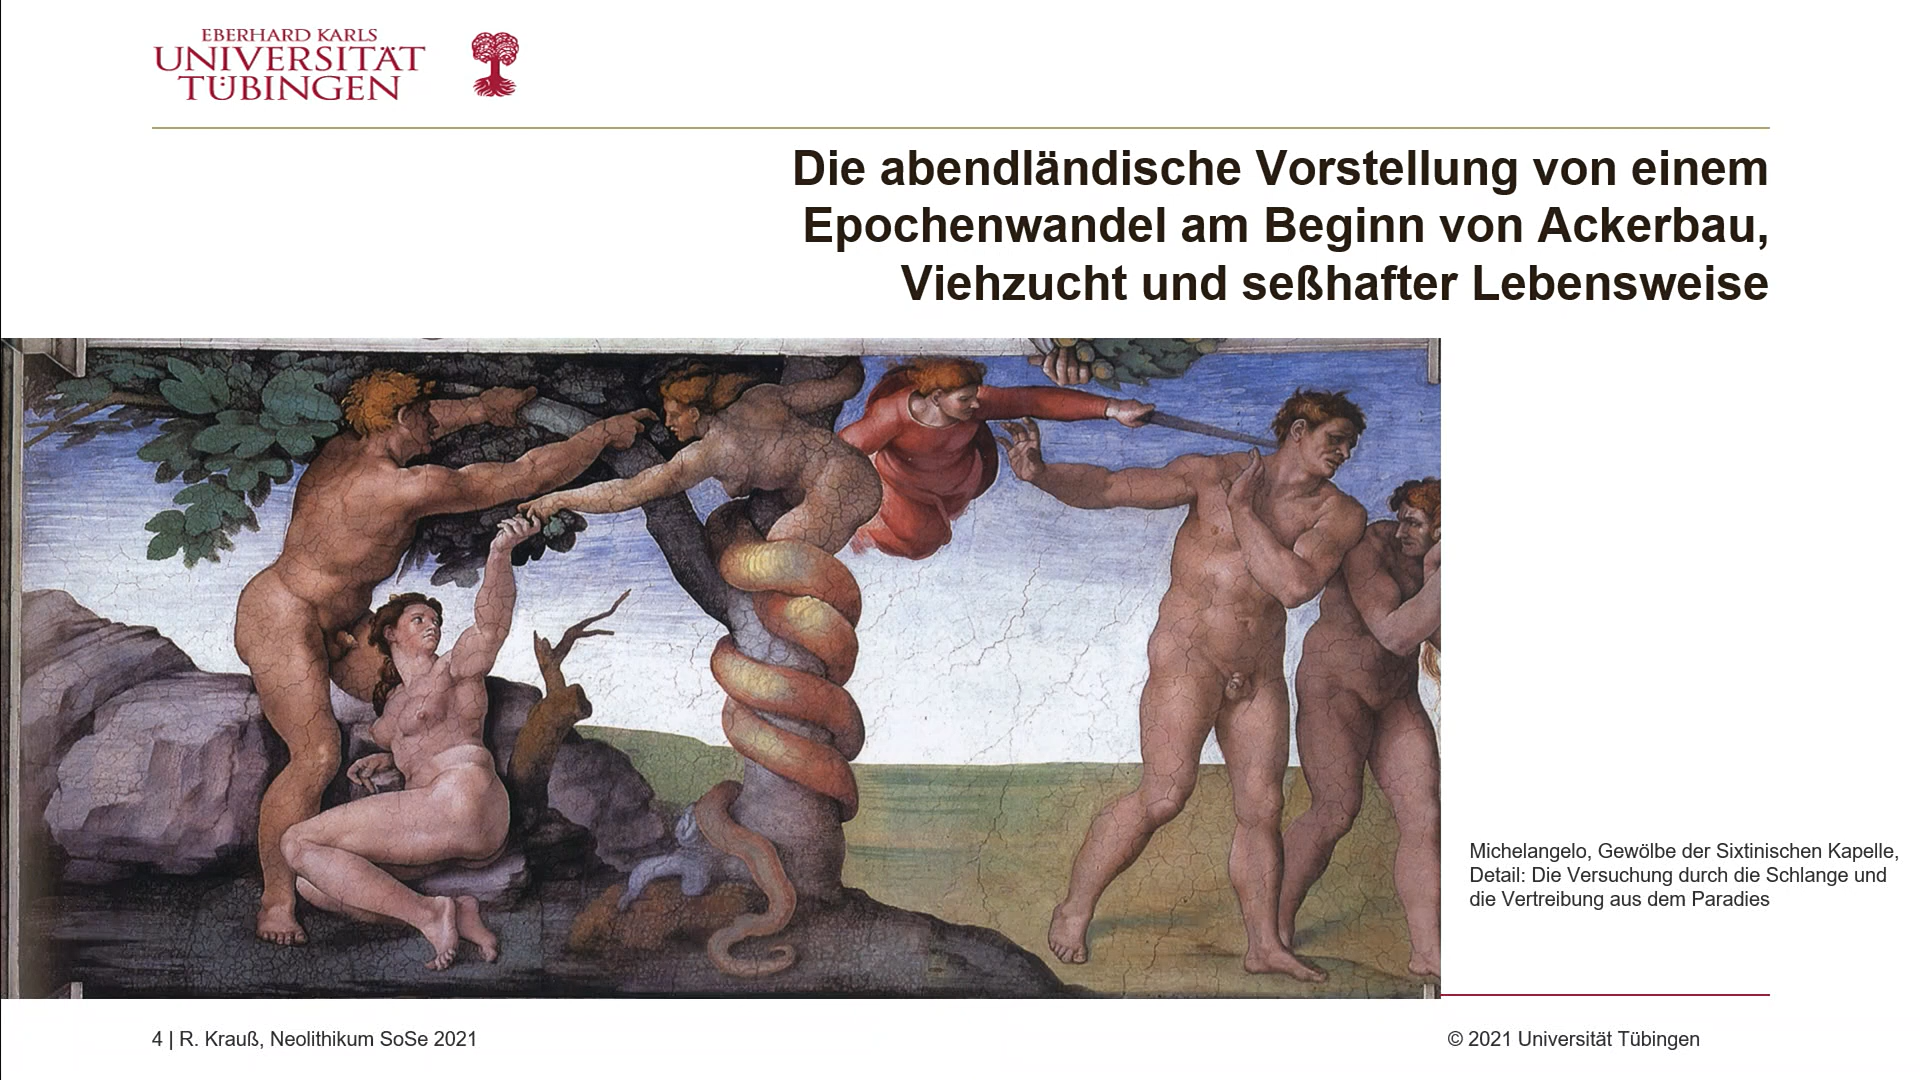 EBERHARD KARLS
UNIVERSITÄT
TÜBINGEN
Die abendländische Vorstellung von einem
Epochenwandel am Beginn von Ackerbau,
Viehzucht und seßhafter Lebensweise
Michelangelo, Gewölbe der Sixtinischen Kapelle,
Detail: Die Versuchung durch die Schlange und
die Vertreibung aus dem Paradies
4 | R. Krauß, Neolithikum SoSe 2021
© 2021 Universität Tübingen